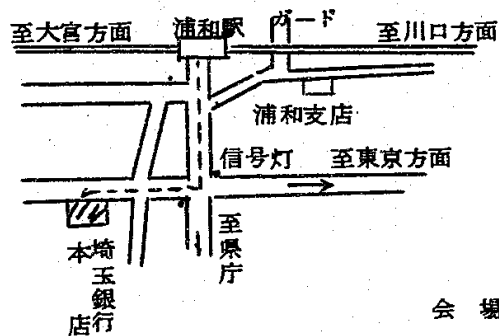 至大宮方面
浦和駅
ガード
至川口方面
浦和支店
信号灯
至東京方面
至県庁
埼玉銀行
本店
会場